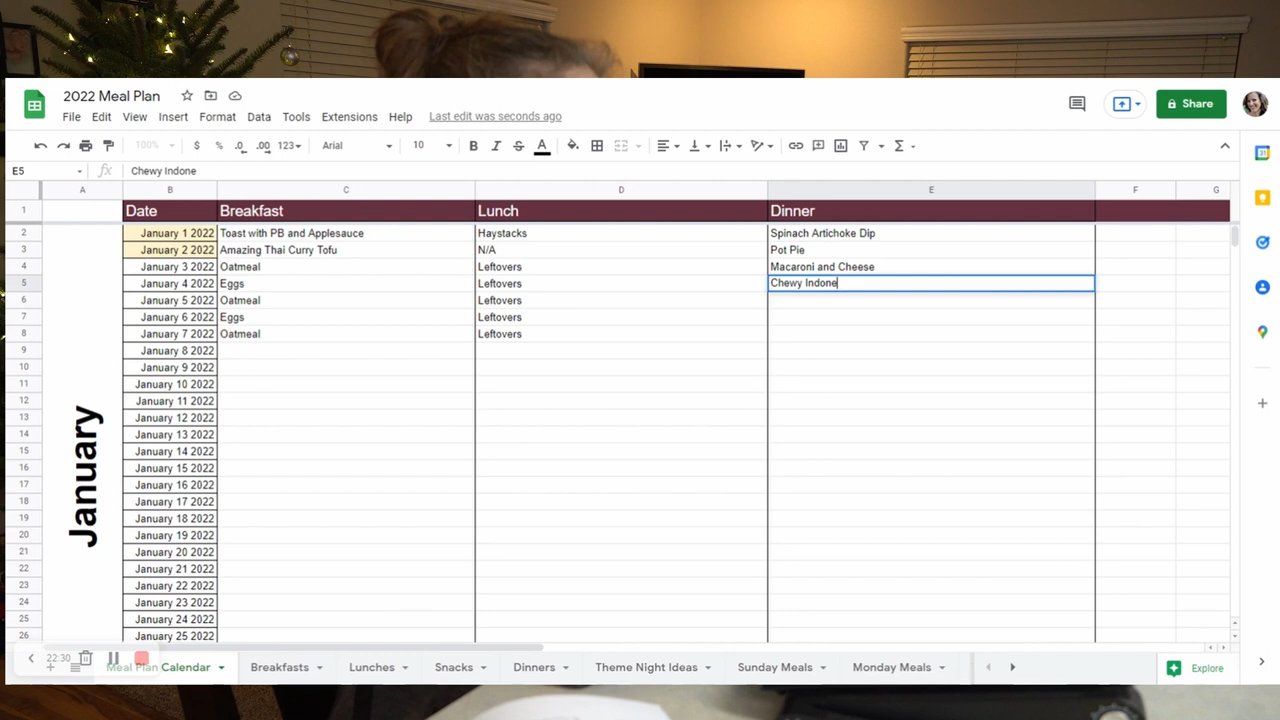 2022 Meal Plan
File Edit View Insert Format Data Tools Extensions Help Last edit was seconds ago
Share
100% $ % .0 .00 123 Arial 10 B I S A
E5 fx Chewy Indone
A B C D E F G
1 Date Breakfast Lunch Dinner
2 January 1 2022 Toast with PB and Applesauce Haystacks Spinach Artichoke Dip
3 January 2 2022 Amazing Thai Curry Tofu N/A Pot Pie
4 January 3 2022 Oatmeal Leftovers Macaroni and Cheese
5 January 4 2022 Eggs Leftovers Chewy Indone
6 January 5 2022 Oatmeal Leftovers
7 January 6 2022 Eggs Leftovers
8 January 7 2022 Oatmeal Leftovers
9 January 8 2022
10 January 9 2022
11 January 10 2022
12 January 11 2022
13 January 12 2022
14 January 13 2022
15 January 14 2022
16 January 15 2022
17 January 16 2022
18 January 17 2022
19 January 18 2022
20 January 19 2022
21 January 20 2022
22 January 21 2022
23 January 22 2022
24 January 23 2022
25 January 24 2022
26 January 25 2022
January
22:30
Meal Plan Calendar Breakfasts Lunches Snacks Dinners Theme Night Ideas Sunday Meals Monday Meals Explore